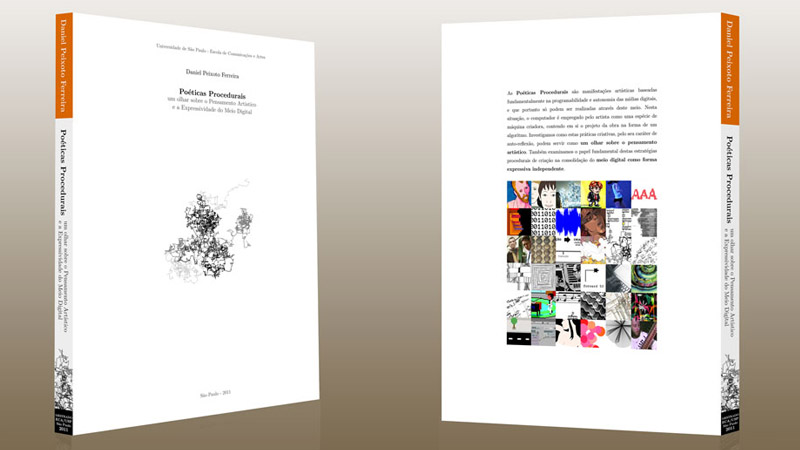 Daniel Peixoto Ferreira
Poéticas Procedurais
um olhar sobre o Pensamento Artístico
e a Expressividade do Meio Digital
São Paulo
2011
Universidade de São Paulo - Escola de Comunicações e Artes
Daniel Peixoto Ferreira
Poéticas Procedurais
um olhar sobre o Pensamento Artístico
e a Expressividade do Meio Digital
São Paulo - 2011
As Poéticas Procedurais são manifestações artísticas baseadas
fundamentalmente na programabilidade e autonomia das mídias digitais,
e que portanto só podem ser realizadas através deste meio. Nesta
situação, o computador é empregado pelo artista como uma espécie de
máquina criadora, contendo em si o projeto da obra na forma de um
algoritmo. Investigamos como estas práticas criativas, pelo seu caráter de
auto-reflexão, podem servir como um olhar sobre o pensamento
artístico. Também examinamos o papel fundamental destas estratégias
procedurais de criação na consolidação do meio digital como forma
expressiva independente.
AAA
forward 50
Daniel Peixoto Ferreira
Poéticas Procedurais
um olhar sobre o Pensamento Artístico
e a Expressividade do Meio Digital
São Paulo
2011